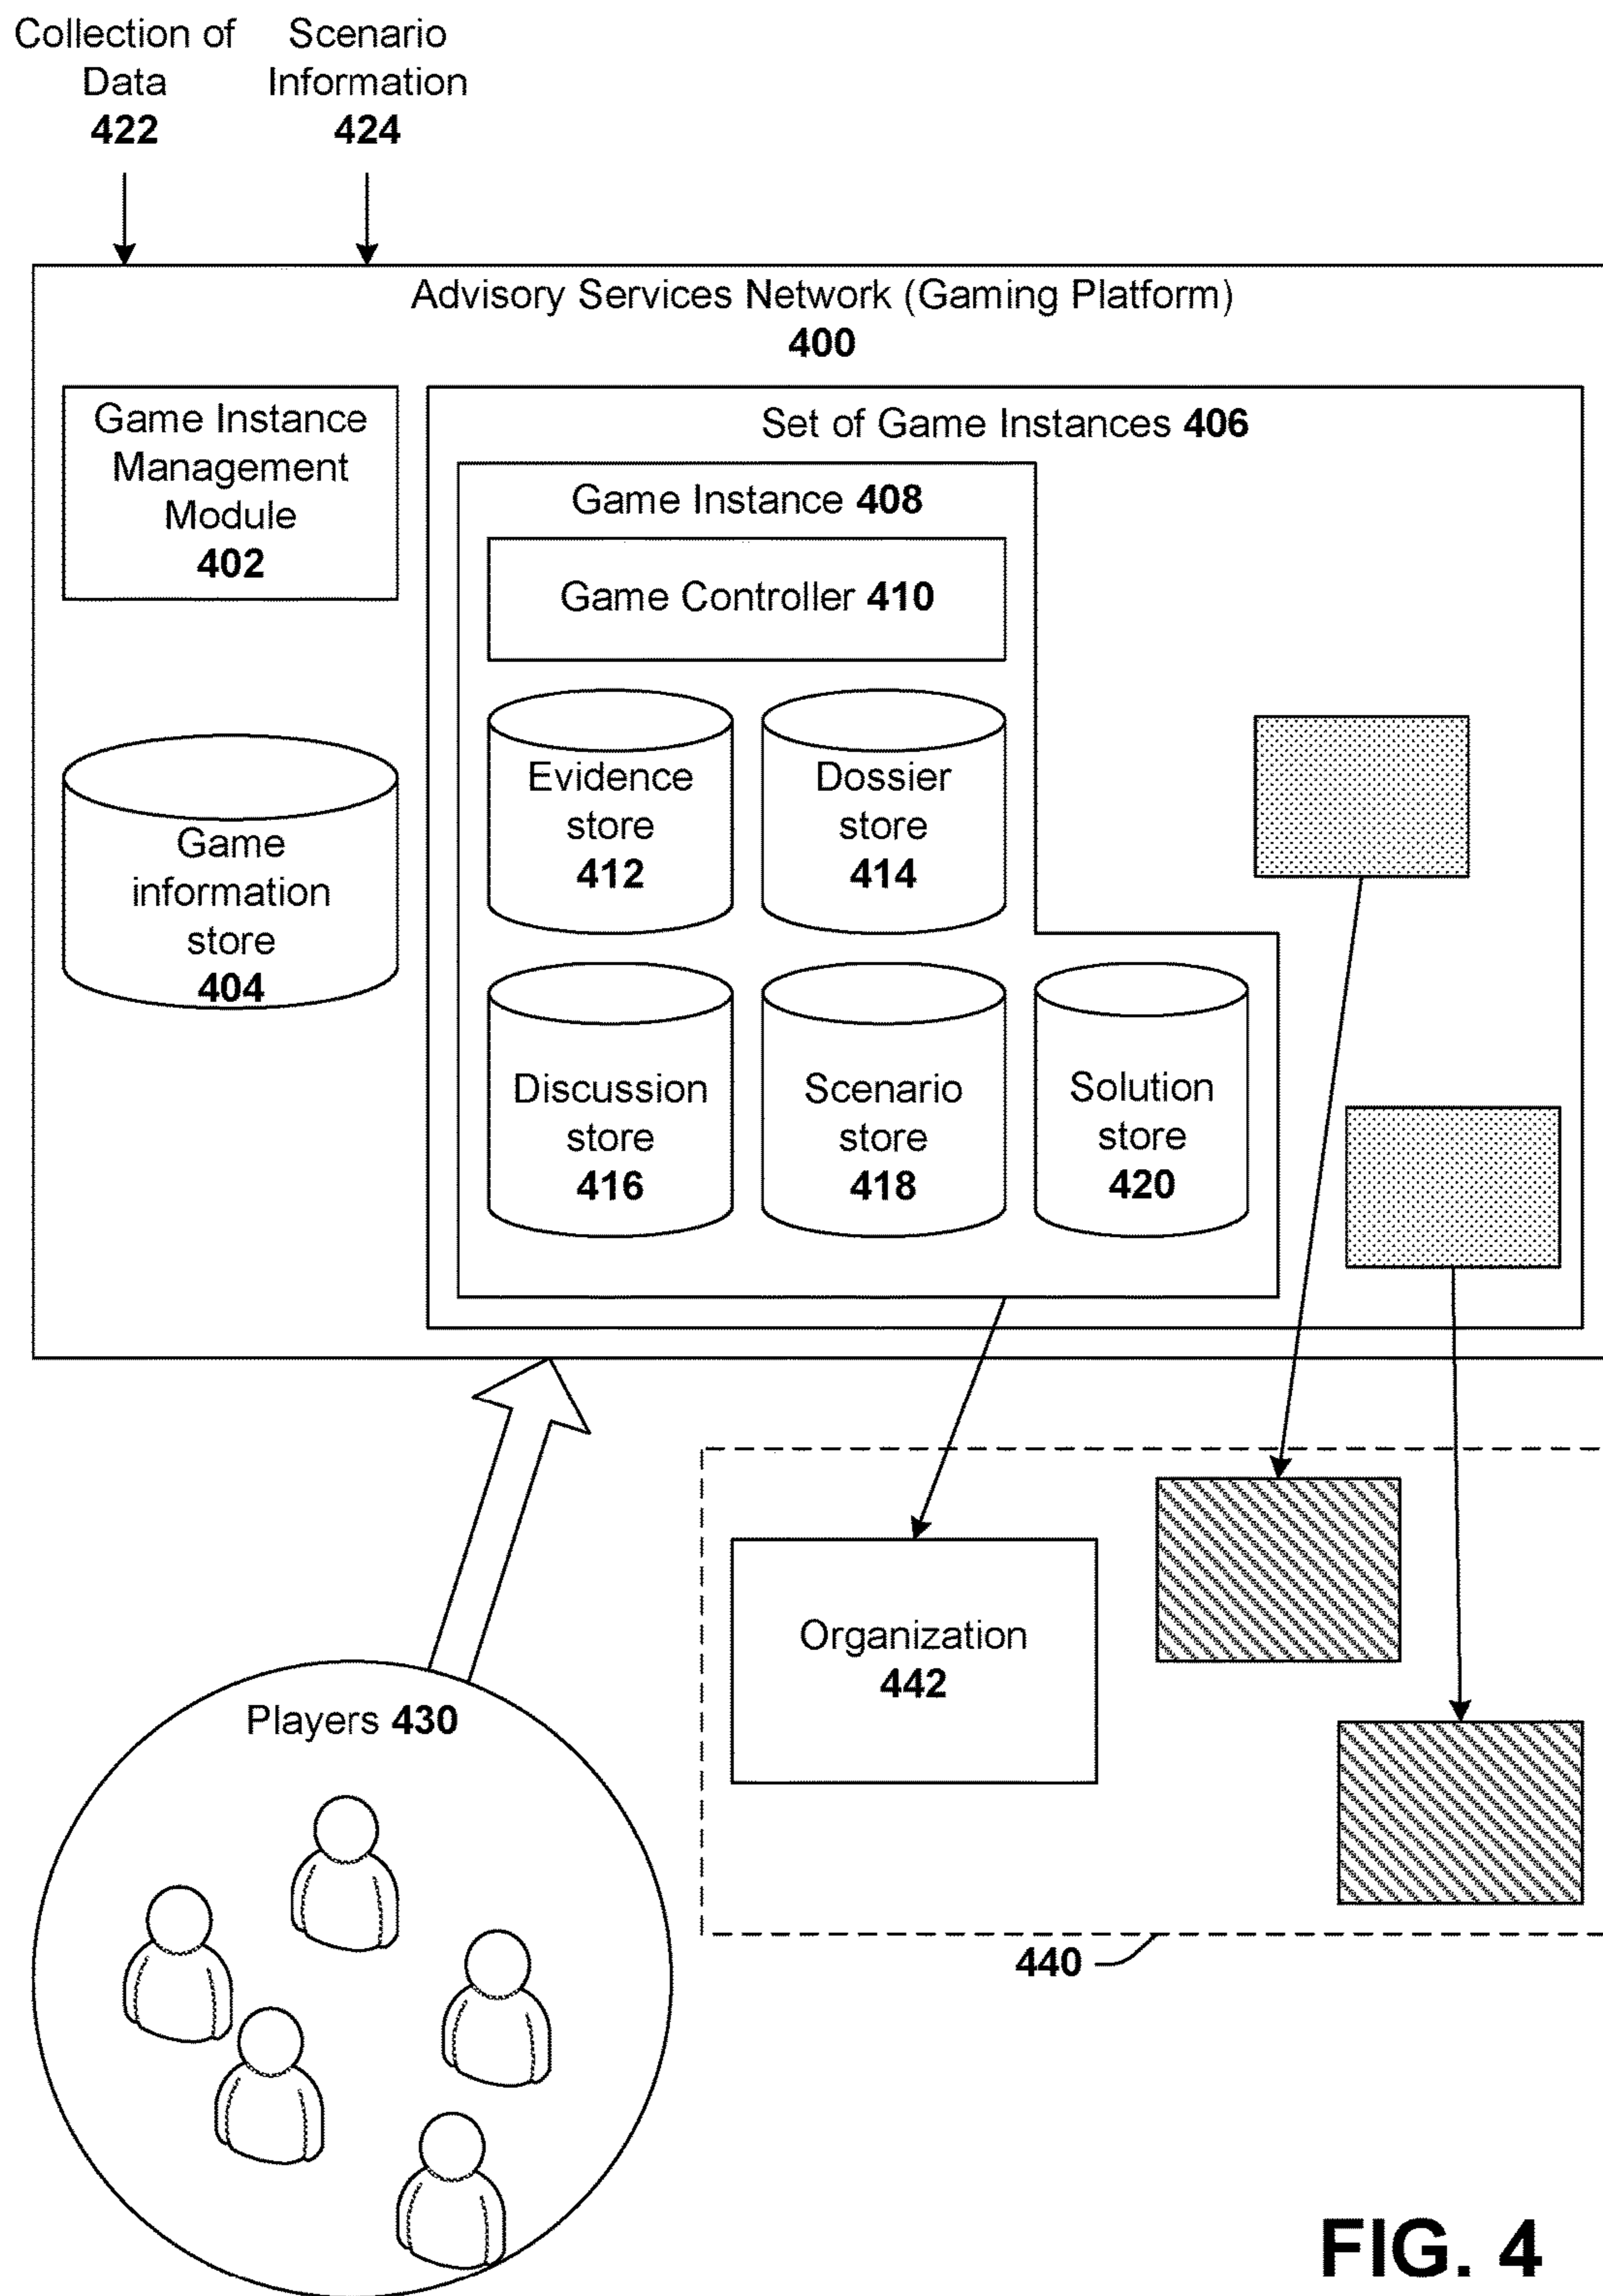 Collection of
Data
422
Scenario
Information
424
Advisory Services Network (Gaming Platform)
400
Game Instance
Management
Module
402
Game
information
store
404
Set of Game Instances 406
Game Instance 408
Game Controller 410
Evidence
store
412
Dossier
store
414
Discussion
store
416
Scenario
store
418
Solution
store
420
Organization
442
440
Players 430
FIG. 4